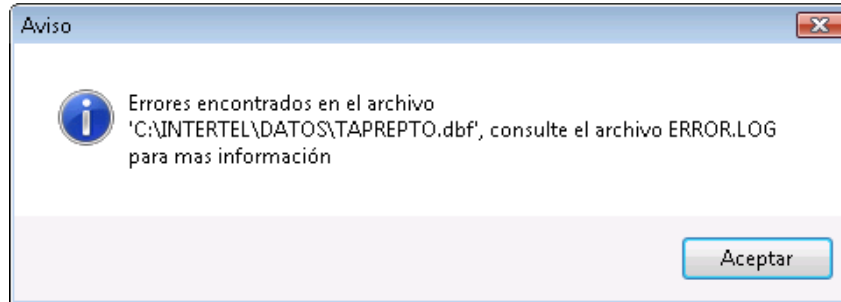 Aviso
Errores encontrados en el archivo
'C:\INTERTEL\DATOS\TAPREPTO.dbf', consulte el archivo ERROR.LOG
para mas información
Aceptar